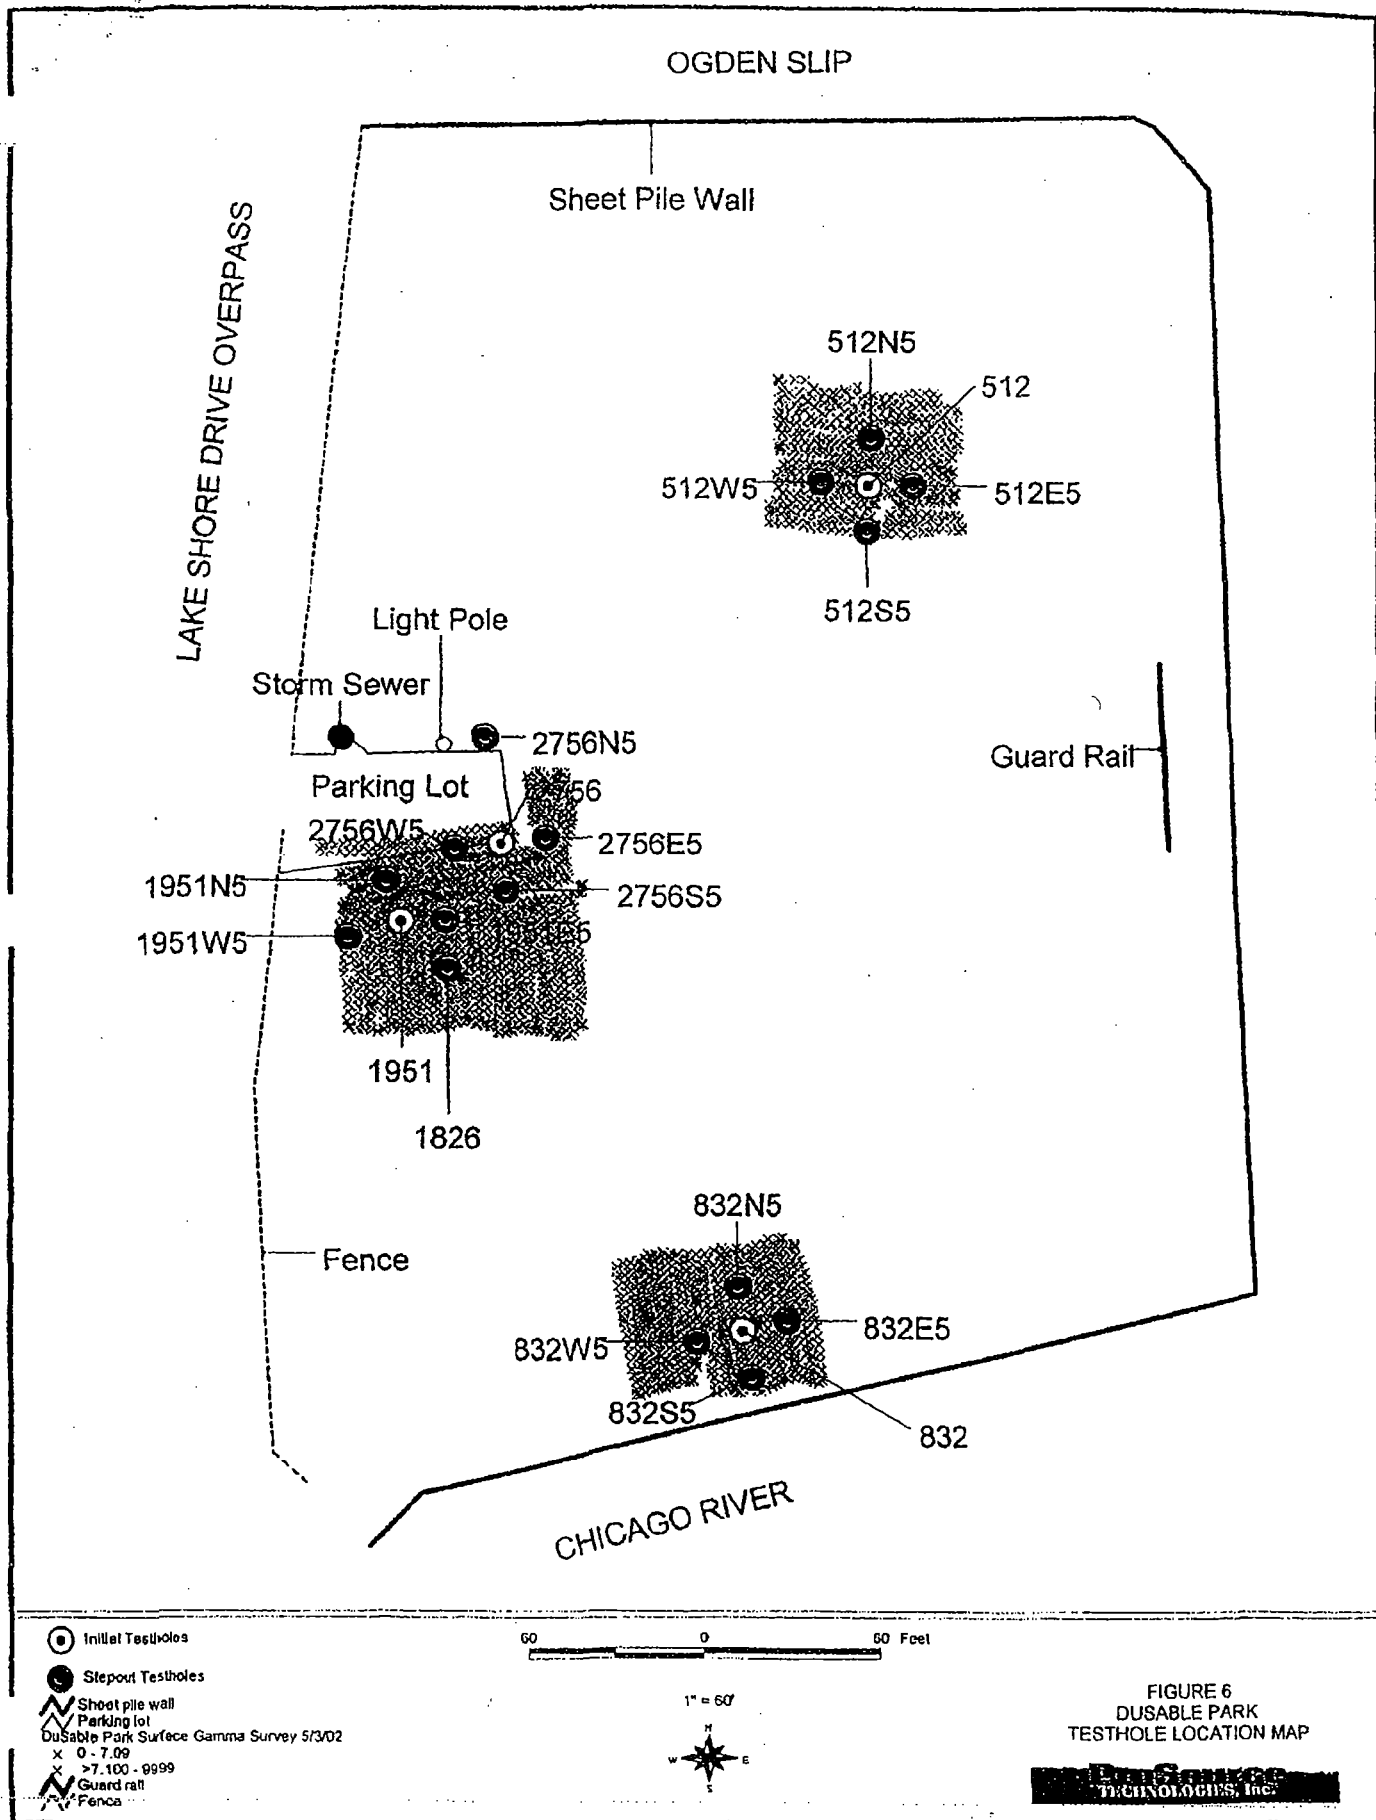 OGDEN SLIP
Sheet Pile Wall
LAKE SHORE DRIVE OVERPASS
512N5
512
512W5
512E5
512S5
Light Pole
Storm Sewer
2756N5
Guard Rail
Parking Lot
2756
2756W5
2756E5
1951N5
2756S5
1951W5
1951E5
1951
1826
832N5
Fence
832E5
832W5
832S5
832
CHICAGO RIVER
Initial Testholes
Stepout Testholes
Sheet pile wall
Parking lot
DuSable Park Surface Gamma Survey 5/3/02
x 0 - 7.09
x >7.100 - 9999
Guard rail
Fence
60 0 60 Feet
1" = 60'
N
W E
S
FIGURE 6
DUSABLE PARK
TESTHOLE LOCATION MAP
ProSource
TECHNOLOGIES, Inc.